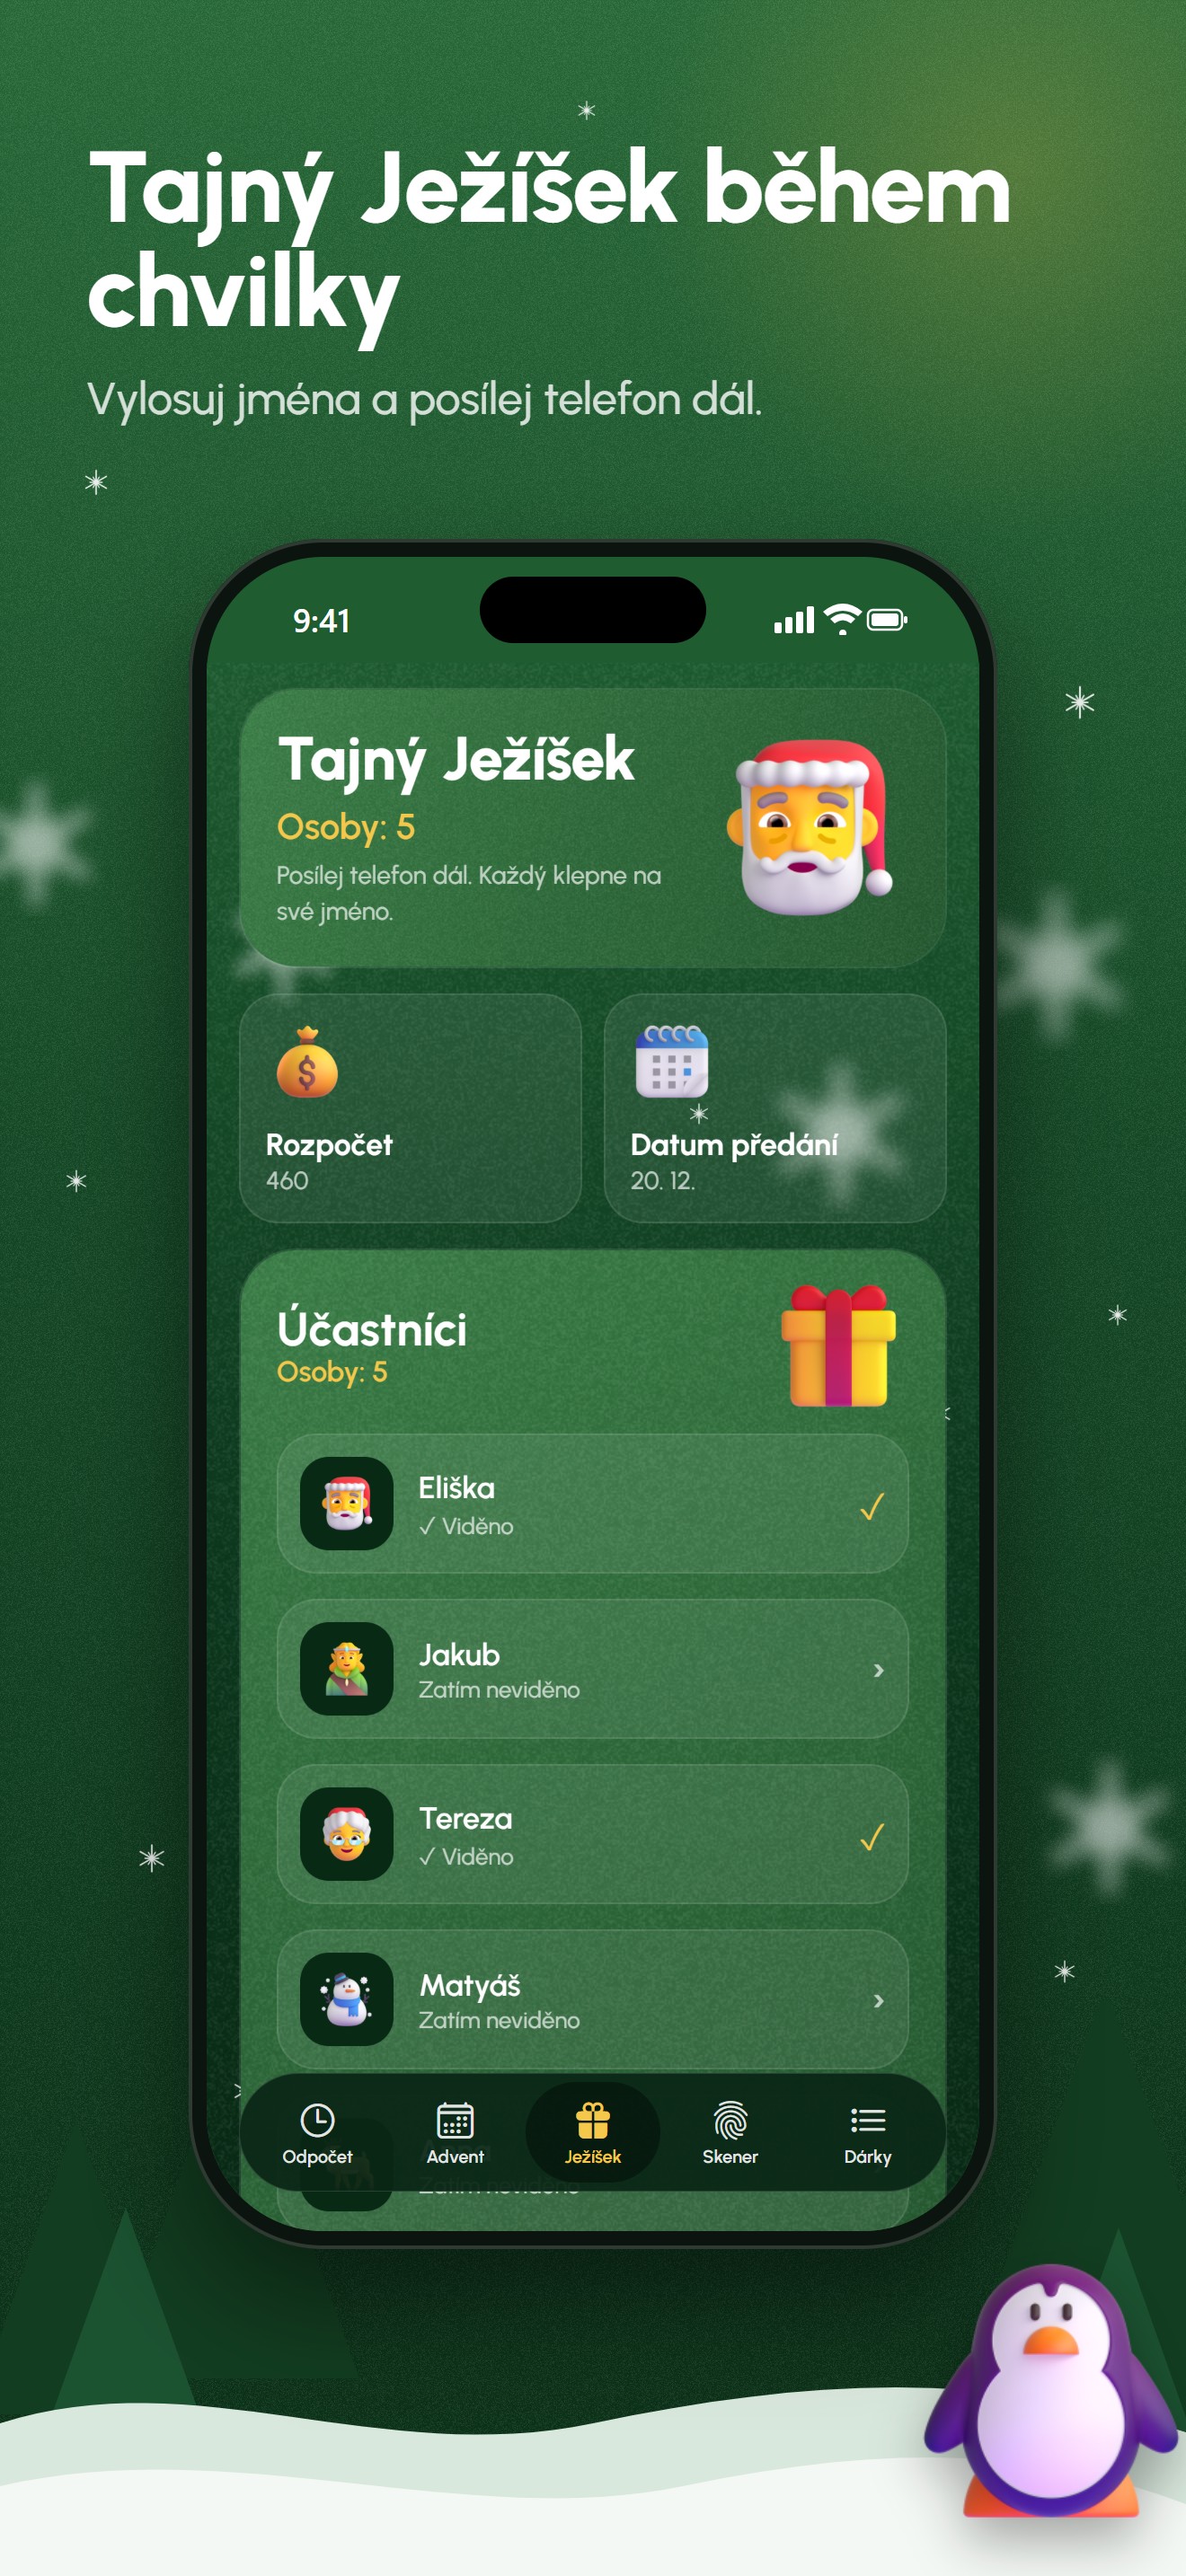 Tajný Ježíšek během
chvilky
Vylosuj jména a posílej telefon dál.
9:41
Tajný Ježíšek
Osoby: 5
Posílej telefon dál. Každý klepne na
své jméno.
Rozpočet
460
Datum předání
20. 12.
Účastníci
Osoby: 5
Eliška
✓ Viděno
Jakub
Zatím neviděno
Tereza
✓ Viděno
Matyáš
Zatím neviděno
Odpočet
Advent
Ježíšek
Skener
Dárky
Zatím neviděno